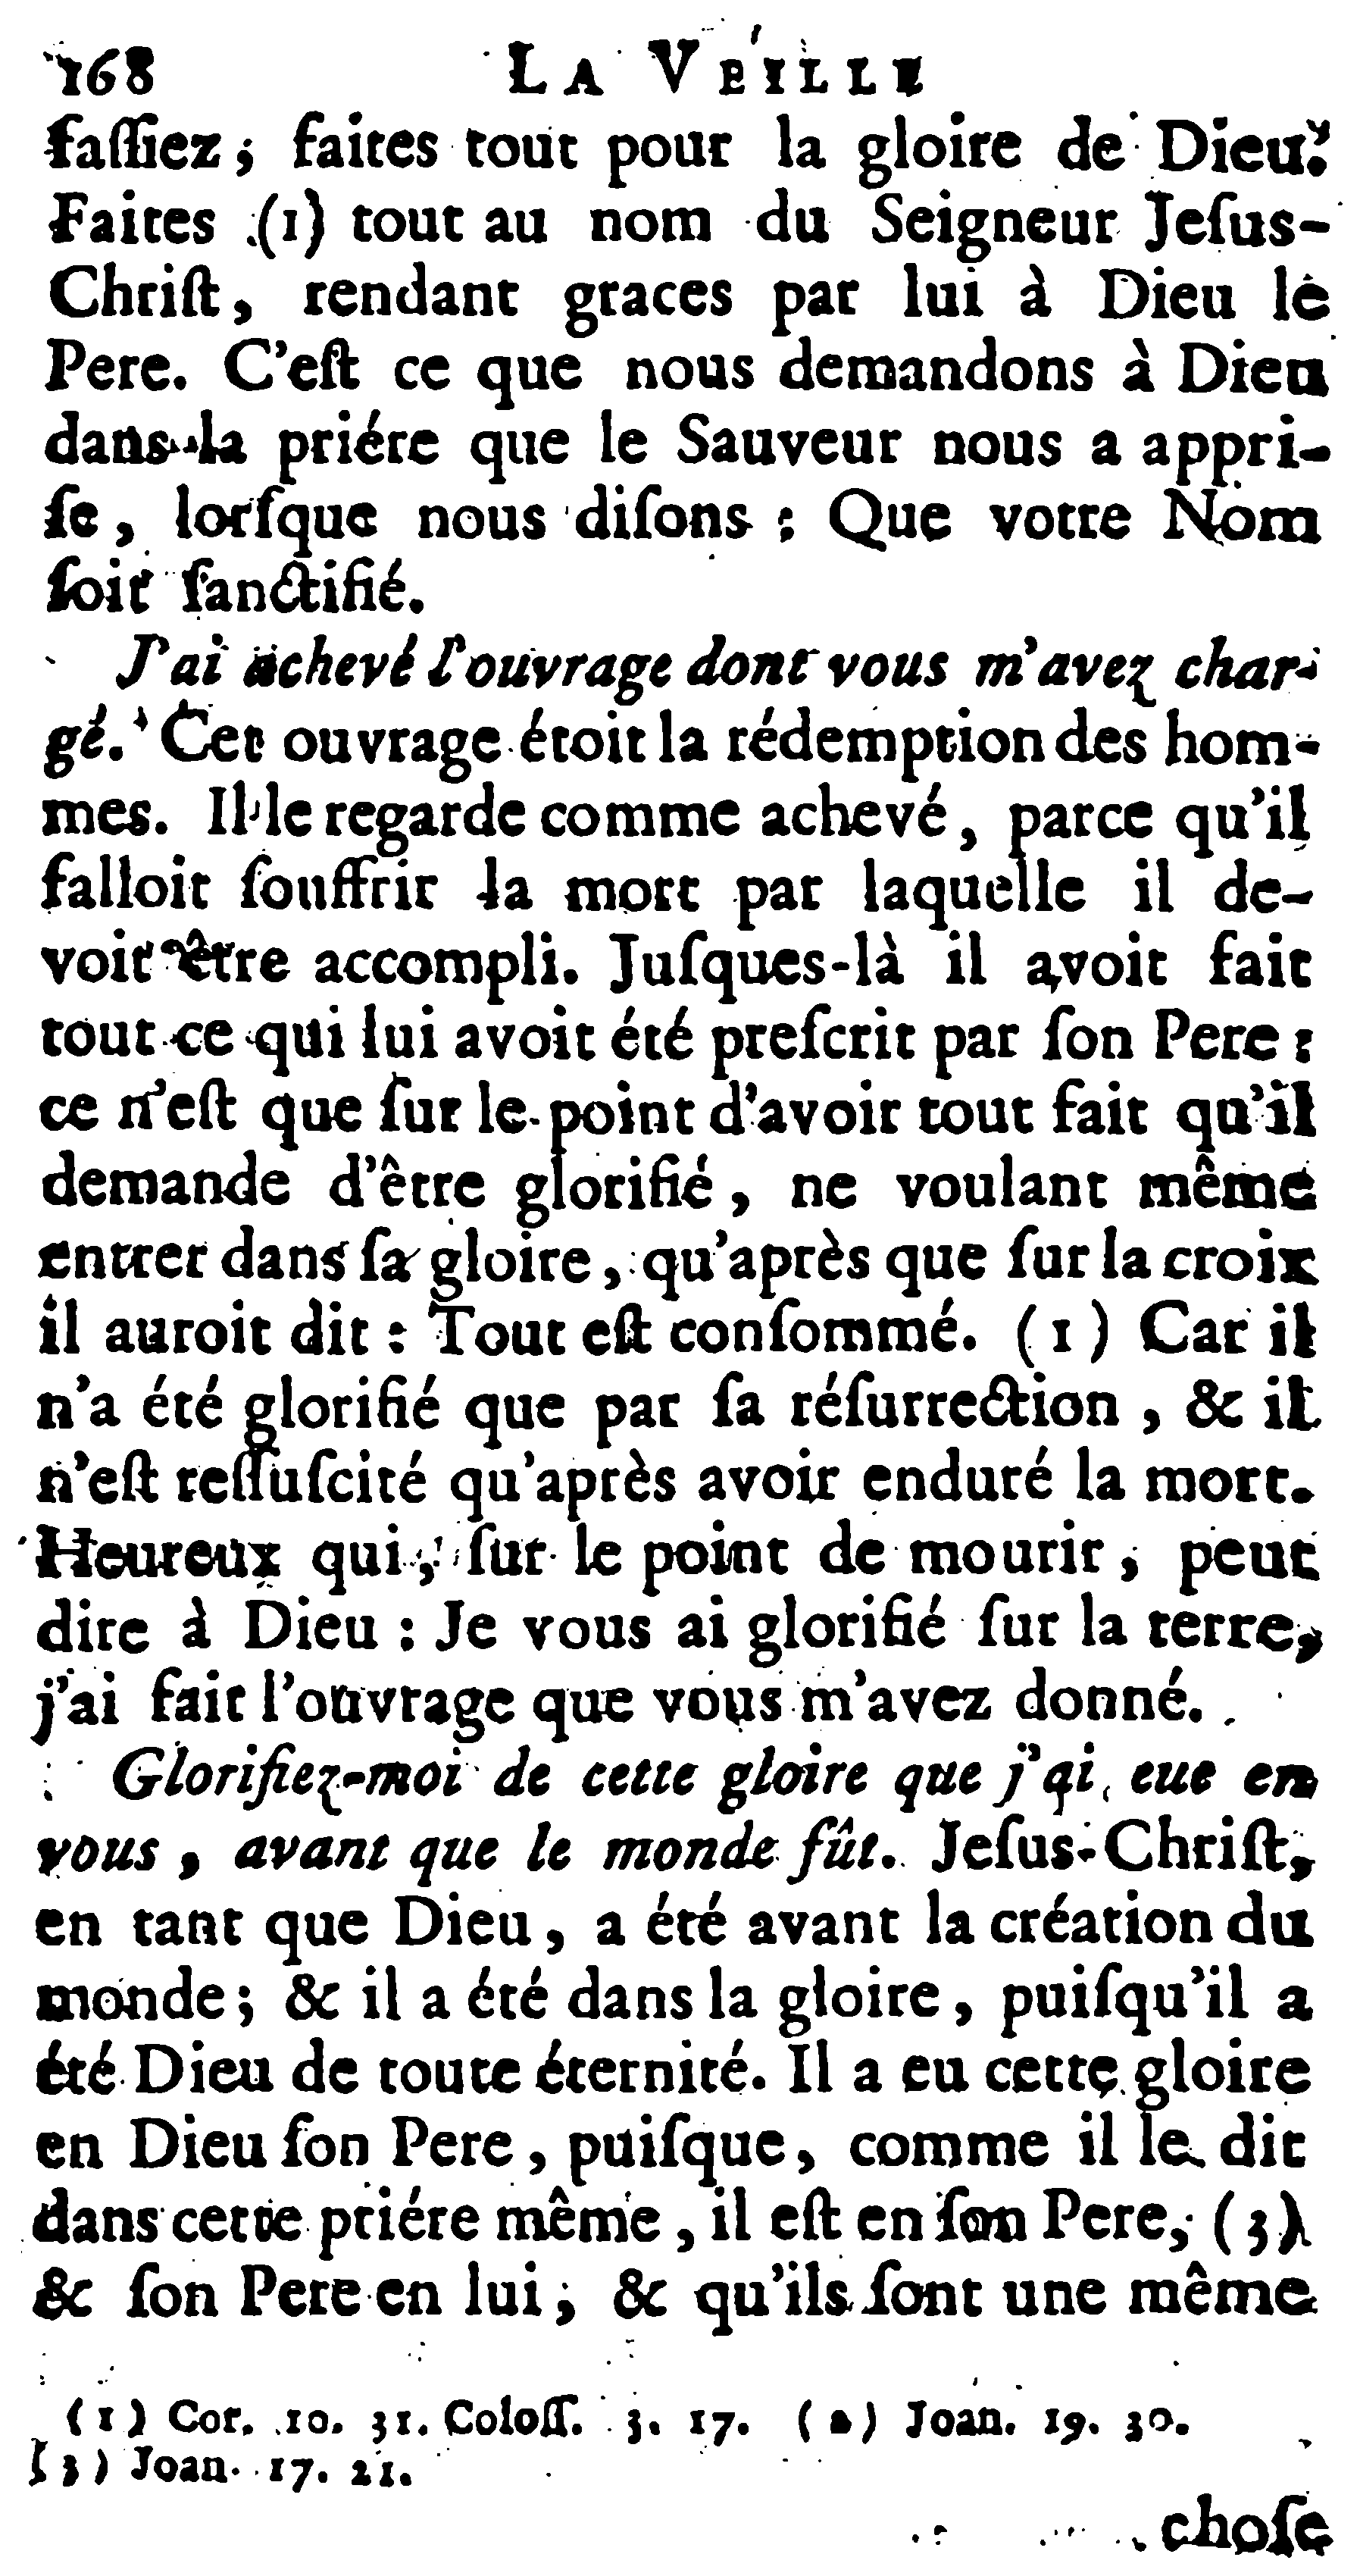 168 LA VEILLE
faſſiez ; faites tout pour la gloire de Dieu.
Faites (1) tout au nom du Seigneur Jeſus-
Chriſt, rendant graces par lui à Dieu le
Pere. C'eſt ce que nous demandons à Dieu
dans la priére que le Sauveur nous a appri-
ſe, lorſque nous diſons : Que votre Nom
ſoit ſanctifié.
J'ai achevé l'ouvrage dont vous m'avez char-
gé. Cet ouvrage étoit la rédemption des hom-
mes. Il le regarde comme achevé, parce qu'il
falloit ſouffrir la mort par laquelle il de-
voit être accompli. Juſques-là il avoit fait
tout ce qui lui avoit été preſcrit par ſon Pere :
ce n'eſt que ſur le point d'avoir tout fait qu'il
demande d'être glorifié, ne voulant même
entrer dans ſa gloire, qu'après que ſur la croix
il auroit dit : Tout eſt conſommé. (1) Car il
n'a été glorifié que par ſa réſurrection, & il
n'eſt reſſuſcité qu'après avoir enduré la mort.
Heureux qui, ſur le point de mourir, peut
dire à Dieu : Je vous ai glorifié ſur la terre,
j'ai fait l'ouvrage que vous m'avez donné.
Glorifiez-moi de cette gloire que j'ai eue en
vous, avant que le monde fût. Jeſus-Chriſt,
en tant que Dieu, a été avant la création du
monde ; & il a été dans la gloire, puiſqu'il a
été Dieu de toute éternité. Il a eu cette gloire
en Dieu ſon Pere, puiſque, comme il le dit
dans cette priére même, il eſt en ſon Pere, (3)
& ſon Pere en lui ; & qu'ils ſont une même
(1) Cor. 10. 31. Coloſſ. 3. 17. (2) Joan. 19. 30.
(3) Joan. 17. 21.
choſe